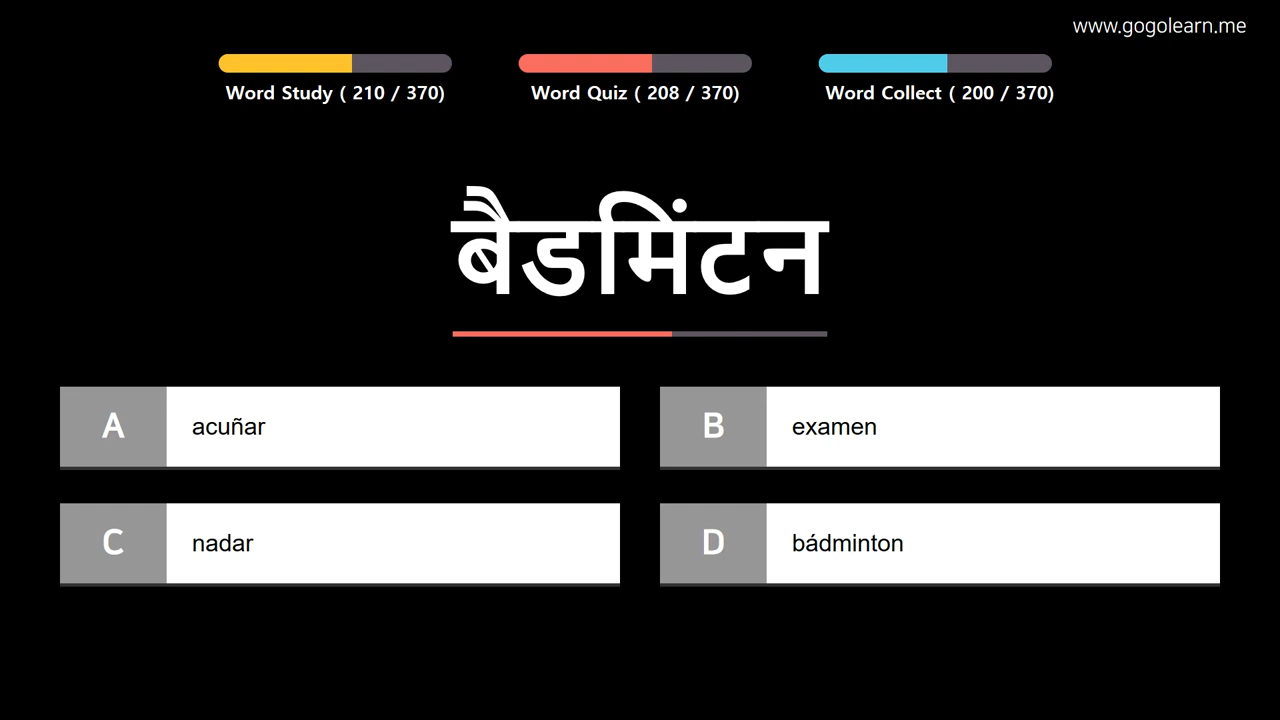 www.gogolearn.me
Word Study ( 210 / 370)
Word Quiz ( 208 / 370)
Word Collect ( 200 / 370)
बैडमिंटन
A acuñar
B examen
C nadar
D bádminton